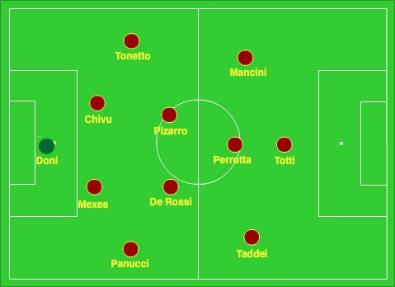 Tonetto
Mancini
Chivu
Pizarro
Doni
Perrotta
Totti
Mexes
De Rossi
Taddei
Panucci